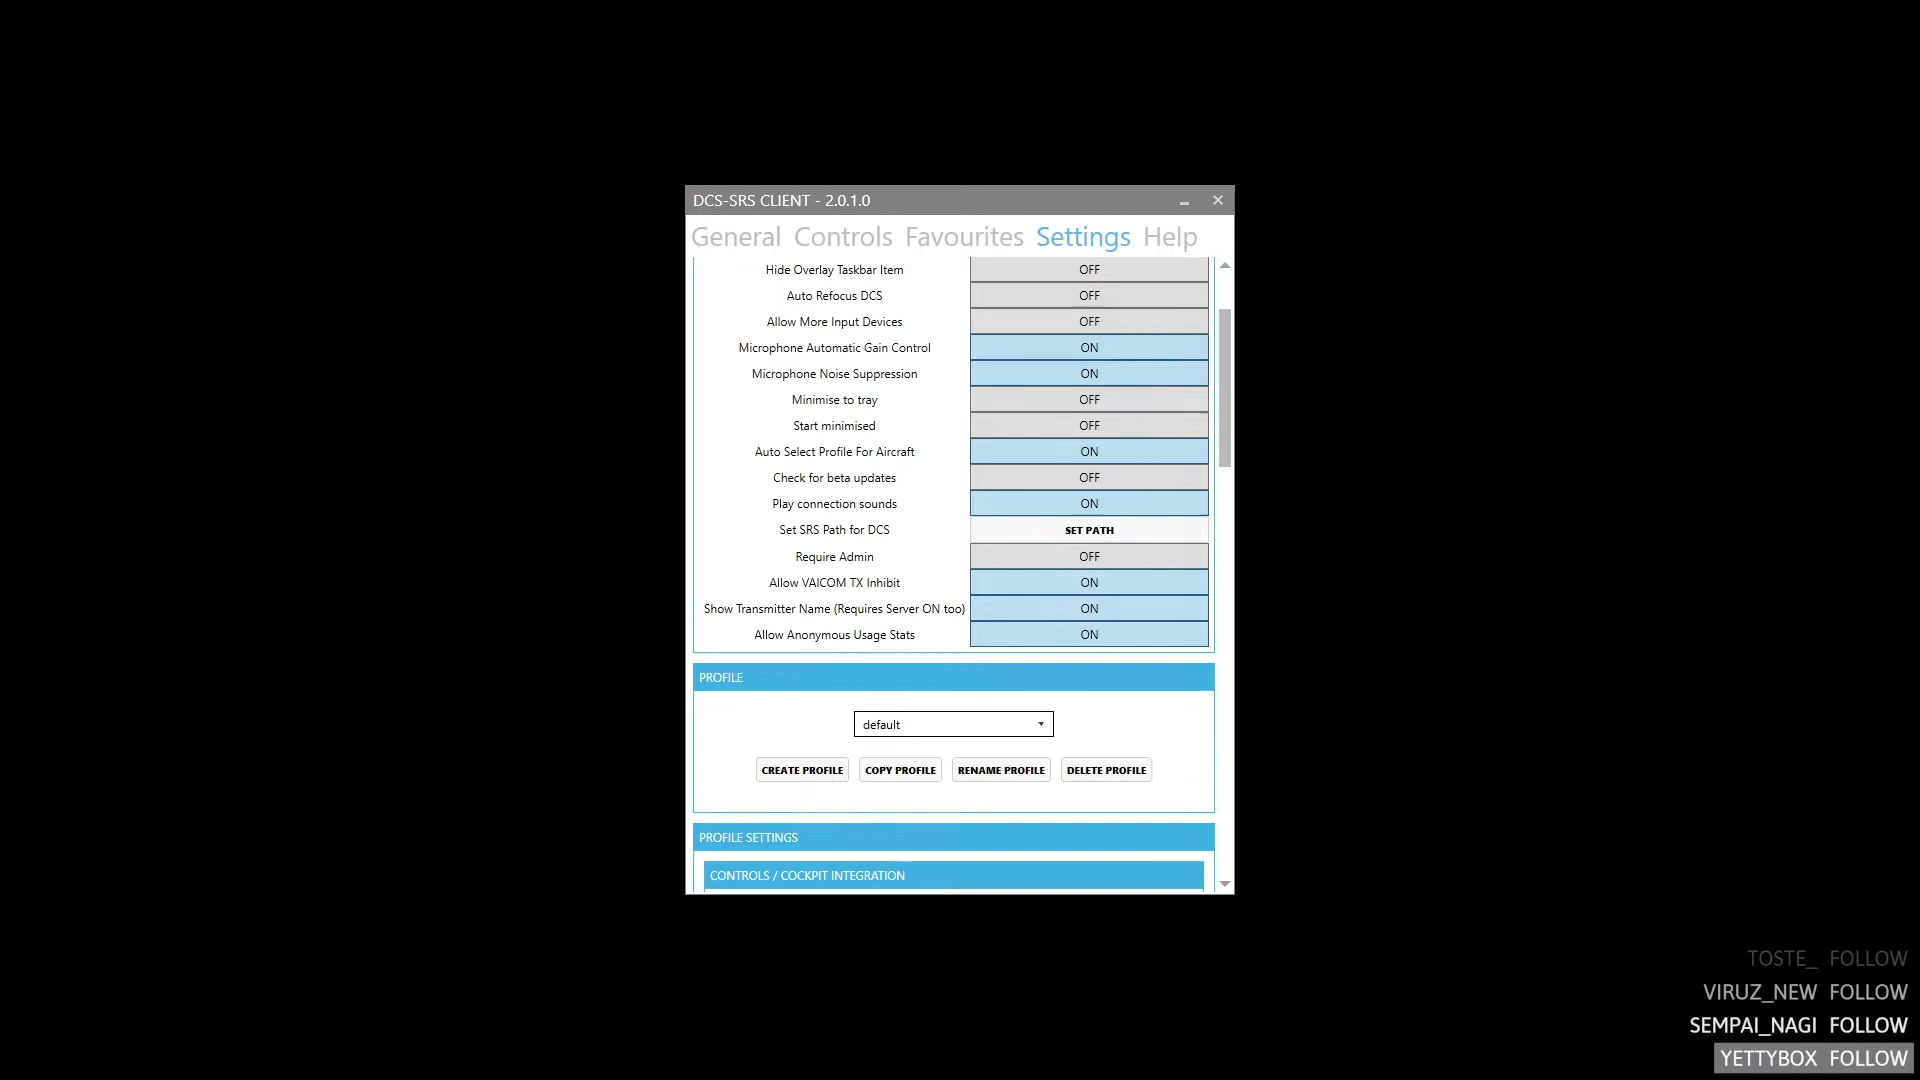 DCS-SRS CLIENT - 2.0.1.0
General Controls Favourites Settings Help
Hide Overlay Taskbar Item OFF
Auto Refocus DCS OFF
Allow More Input Devices OFF
Microphone Automatic Gain Control ON
Microphone Noise Suppression ON
Minimise to tray OFF
Start minimised OFF
Auto Select Profile For Aircraft ON
Check for beta updates OFF
Play connection sounds ON
Set SRS Path for DCS SET PATH
Require Admin OFF
Allow VAICOM TX Inhibit ON
Show Transmitter Name (Requires Server ON too) ON
Allow Anonymous Usage Stats ON
PROFILE
default
CREATE PROFILE COPY PROFILE RENAME PROFILE DELETE PROFILE
PROFILE SETTINGS
CONTROLS / COCKPIT INTEGRATION
TOSTE_ FOLLOW
VIRUZ_NEW FOLLOW
SEMPAI_NAGI FOLLOW
YETTYBOX FOLLOW